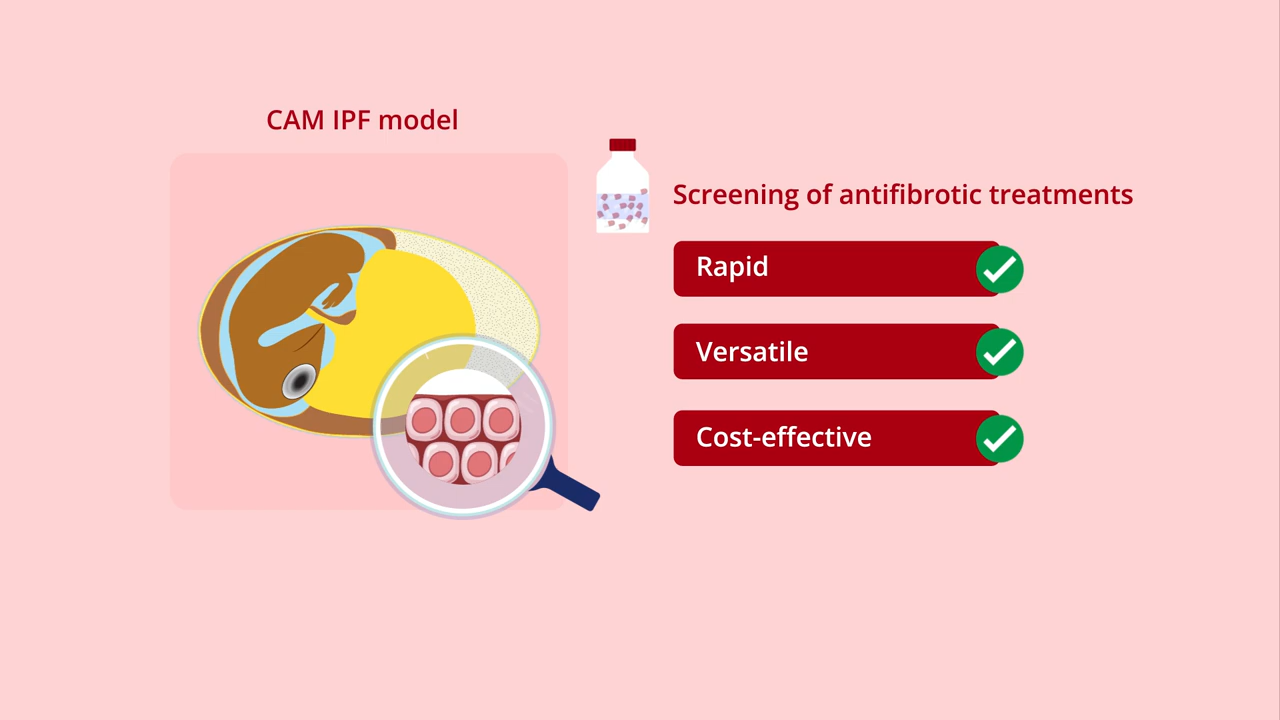 CAM IPF model
Screening of antifibrotic treatments
Rapid
Versatile
Cost-effective